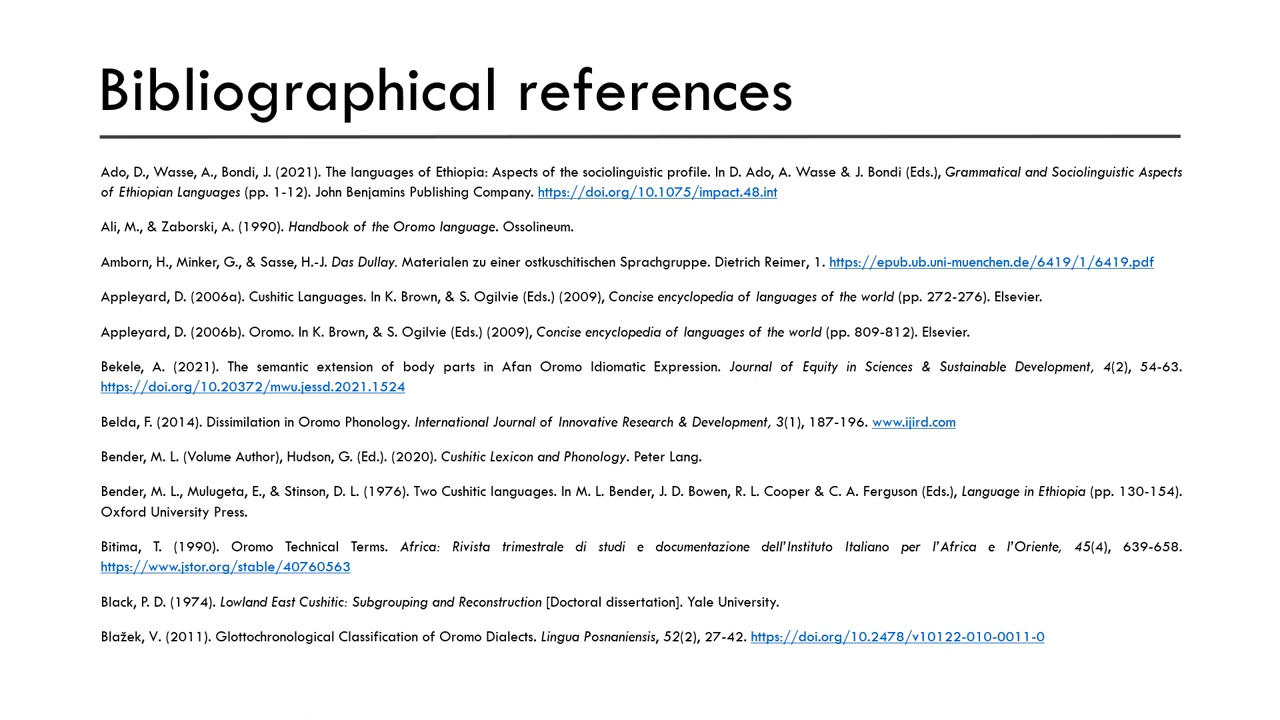 Bibliographical references
Ado, D., Wasse, A., Bondi, J. (2021). The languages of Ethiopia: Aspects of the sociolinguistic profile. In D. Ado, A. Wasse & J. Bondi (Eds.), Grammatical and Sociolinguistic Aspects
of Ethiopian Languages (pp. 1-12). John Benjamins Publishing Company. https://doi.org/10.1075/impact.48.int
Ali, M., & Zaborski, A. (1990). Handbook of the Oromo language. Ossolineum.
Amborn, H., Minker, G., & Sasse, H.-J. Das Dullay. Materialen zu einer ostkuschitischen Sprachgruppe. Dietrich Reimer, 1. https://epub.ub.uni-muenchen.de/6419/1/6419.pdf
Appleyard, D. (2006a). Cushitic Languages. In K. Brown, & S. Ogilvie (Eds.) (2009), Concise encyclopedia of languages of the world (pp. 272-276). Elsevier.
Appleyard, D. (2006b). Oromo. In K. Brown, & S. Ogilvie (Eds.) (2009), Concise encyclopedia of languages of the world (pp. 809-812). Elsevier.
Bekele, A. (2021). The semantic extension of body parts in Afan Oromo Idiomatic Expression. Journal of Equity in Sciences & Sustainable Development, 4(2), 54-63.
https://doi.org/10.20372/mwu.jessd.2021.1524
Belda, F. (2014). Dissimilation in Oromo Phonology. International Journal of Innovative Research & Development, 3(1), 187-196. www.ijird.com
Bender, M. L. (Volume Author), Hudson, G. (Ed.). (2020). Cushitic Lexicon and Phonology. Peter Lang.
Bender, M. L., Mulugeta, E., & Stinson, D. L. (1976). Two Cushitic languages. In M. L. Bender, J. D. Bowen, R. L. Cooper & C. A. Ferguson (Eds.), Language in Ethiopia (pp. 130-154).
Oxford University Press.
Bitima, T. (1990). Oromo Technical Terms. Africa: Rivista trimestrale di studi e documentazione dell'Instituto Italiano per l'Africa e l'Oriente, 45(4), 639-658.
https://www.jstor.org/stable/40760563
Black, P. D. (1974). Lowland East Cushitic: Subgrouping and Reconstruction [Doctoral dissertation]. Yale University.
Blažek, V. (2011). Glottochronological Classification of Oromo Dialects. Lingua Posnaniensis, 52(2), 27-42. https://doi.org/10.2478/v10122-010-0011-0